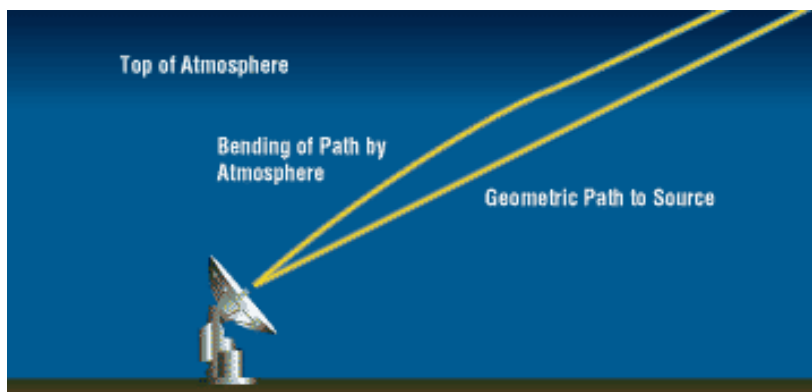 Top of Atmosphere
Bending of Path by
Atmosphere
Geometric Path to Source